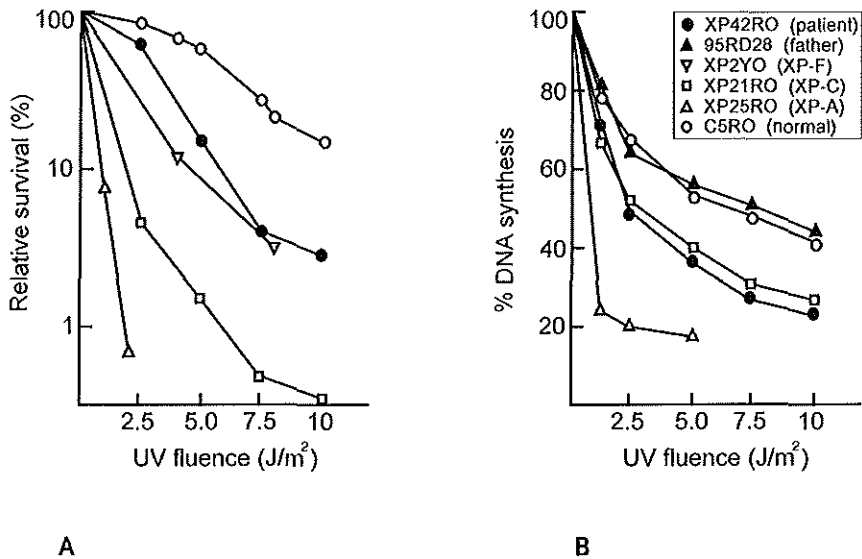 100
10
1
Relative survival (%)
2.5 5.0 7.5 10
UV fluence (J/m²)
A
100
80
60
40
20
% DNA synthesis
XP42RO (patient)
95RD28 (father)
XP2YO (XP-F)
XP21RO (XP-C)
XP25RO (XP-A)
C5RO (normal)
2.5 5.0 7.5 10
UV fluence (J/m²)
B